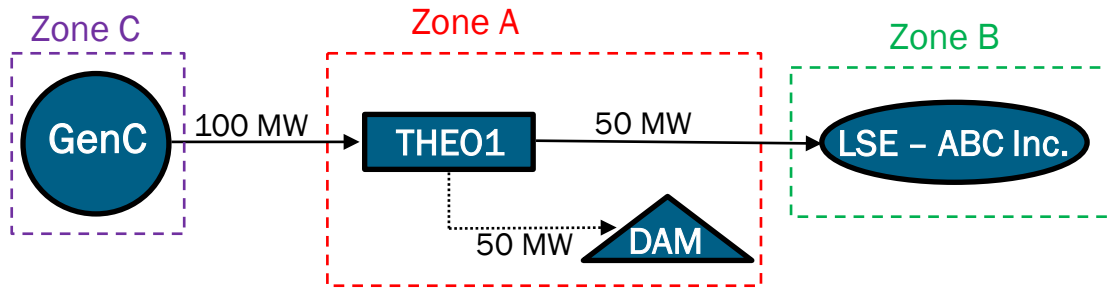 Zone C
Zone A
Zone B
GenC
100 MW
THEO1
50 MW
LSE – ABC Inc.
50 MW
DAM